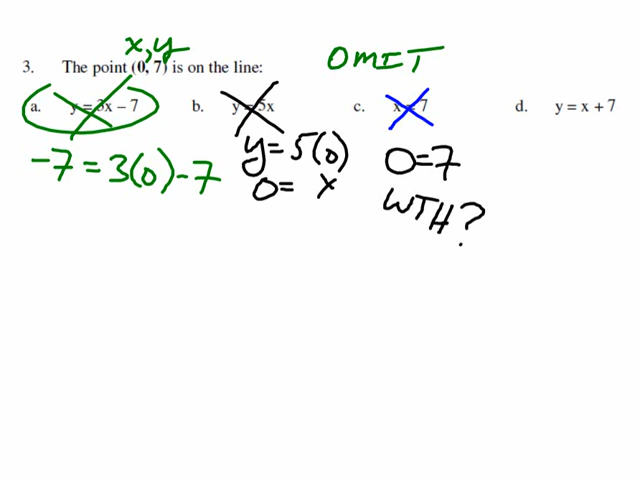 x,y
OMIT
3. The point (0, 7) is on the line:
a. y = 3x – 7 b. y = 5x c. x = 7 d. y = x + 7
-7 = 3(0) - 7 y = 5(0) 0=7
0= x WTH?